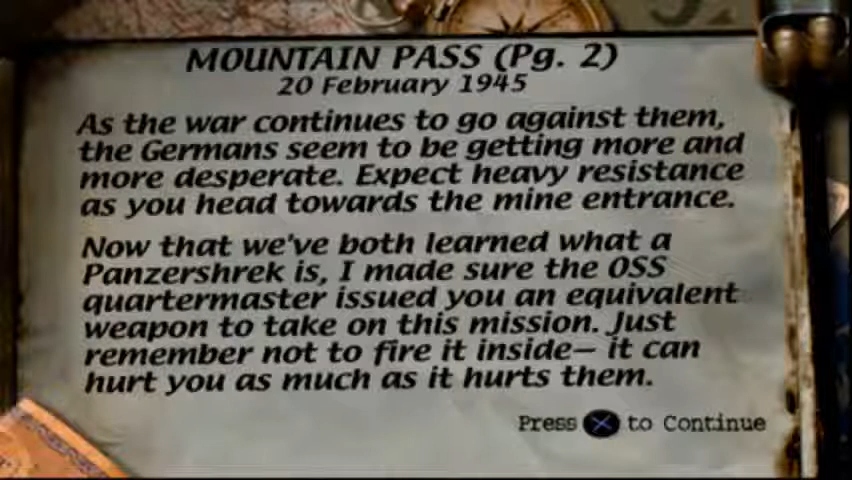 MOUNTAIN PASS (Pg. 2)
20 February 1945
As the war continues to go against them,
the Germans seem to be getting more and
more desperate. Expect heavy resistance
as you head towards the mine entrance.
Now that we've both learned what a
Panzershrek is, I made sure the OSS
quartermaster issued you an equivalent
weapon to take on this mission. Just
remember not to fire it inside— it can
hurt you as much as it hurts them.
Press X to Continue